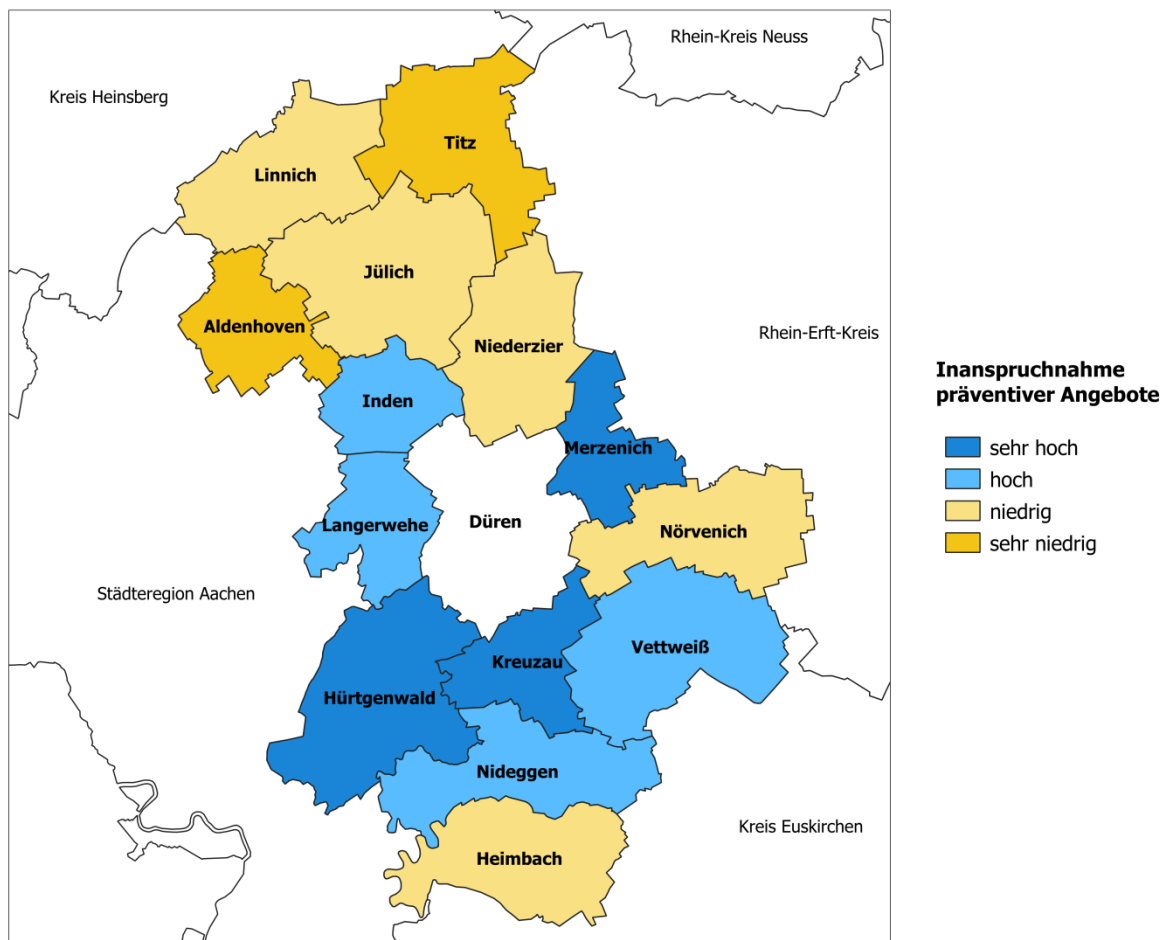 Rhein-Kreis Neuss
Kreis Heinsberg
Titz
Linnich
Jülich
Aldenhoven
Rhein-Erft-Kreis
Niederzier
Inden
Merzenich
Langerwehe
Düren
Nörvenich
Städteregion Aachen
Vettweiß
Kreuzau
Hürtgenwald
Nideggen
Kreis Euskirchen
Heimbach
Inanspruchnahme
präventiver Angebote
sehr hoch
hoch
niedrig
sehr niedrig